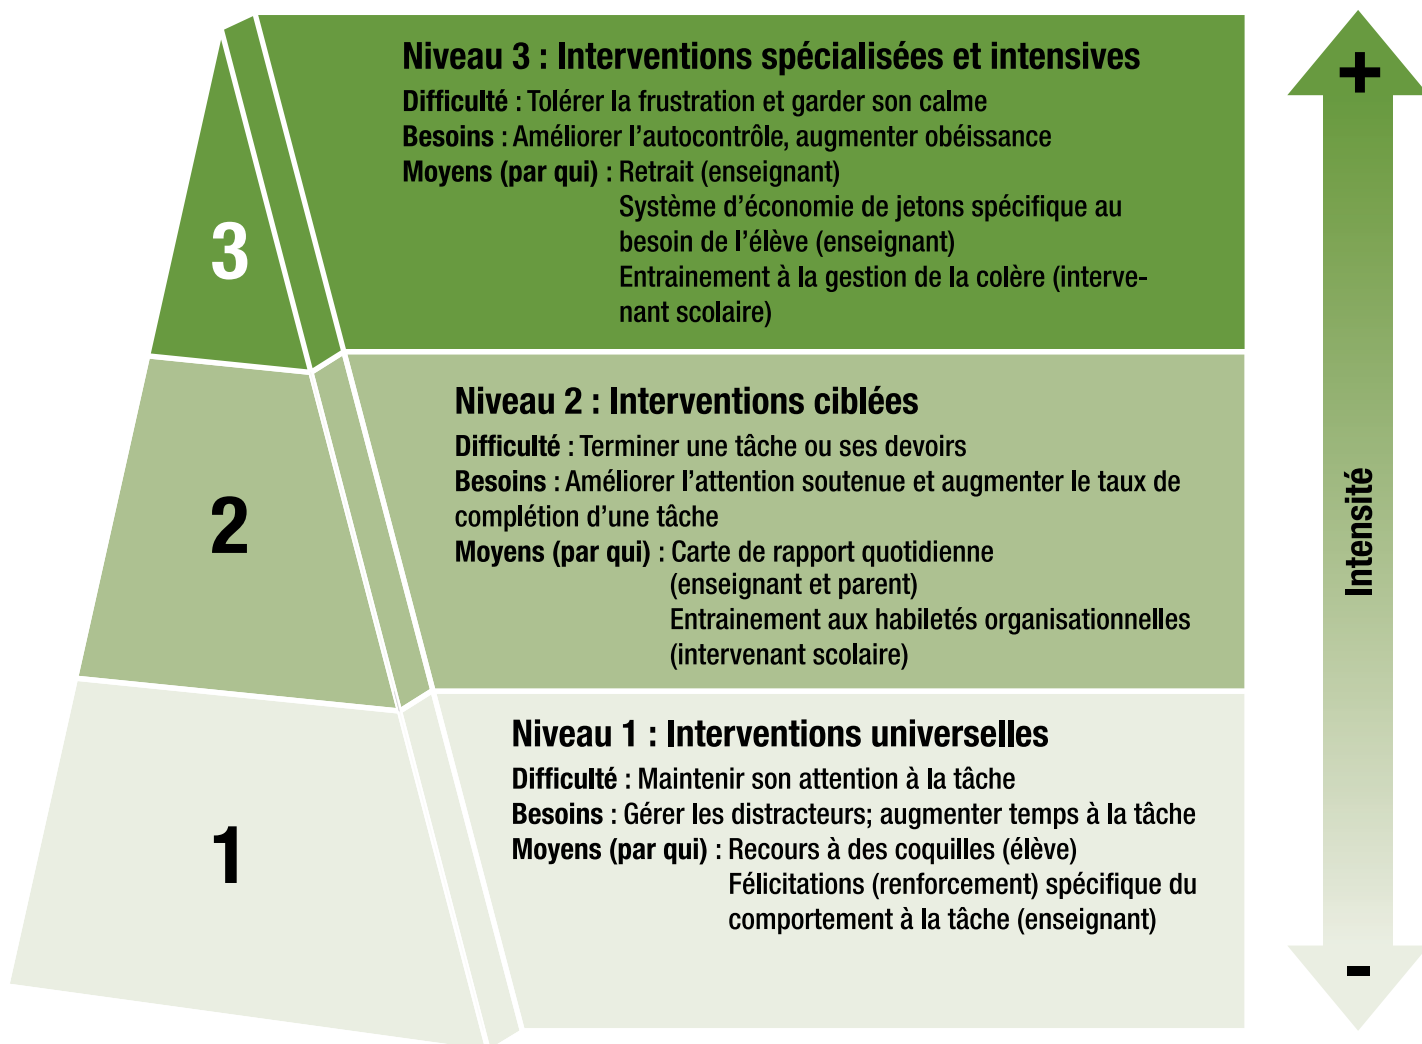 Niveau 3 : Interventions spécialisées et intensives
Difficulté : Tolérer la frustration et garder son calme
Besoins : Améliorer l’autocontrôle, augmenter obéissance
Moyens (par qui) : Retrait (enseignant)
Système d’économie de jetons spécifique au
besoin de l’élève (enseignant)
Entrainement à la gestion de la colère (interve-
nant scolaire)
3
Niveau 2 : Interventions ciblées
Difficulté : Terminer une tâche ou ses devoirs
Besoins : Améliorer l’attention soutenue et augmenter le taux de
complétion d’une tâche
Moyens (par qui) : Carte de rapport quotidienne
(enseignant et parent)
Entrainement aux habiletés organisationnelles
(intervenant scolaire)
2
Niveau 1 : Interventions universelles
Difficulté : Maintenir son attention à la tâche
Besoins : Gérer les distracteurs; augmenter temps à la tâche
Moyens (par qui) : Recours à des coquilles (élève)
Félicitations (renforcement) spécifique du
comportement à la tâche (enseignant)
1
+
Intensité
-